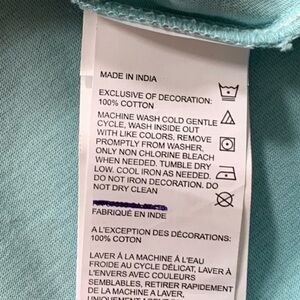 MADE IN INDIA
EXCLUSIVE OF DECORATION:
100% COTTON
MACHINE WASH COLD GENTLE
CYCLE, WASH INSIDE OUT
WITH LIKE COLORS, REMOVE
PROMPTLY FROM WASHER,
ONLY NON CHLORINE BLEACH
WHEN NEEDED. TUMBLE DRY
LOW. COOL IRON AS NEEDED.
DO NOT IRON DECORATION. DO
NOT DRY CLEAN
FABRIQUÉ EN INDE
A L'EXCEPTION DES DÉCORATIONS:
100% COTON
LAVER À LA MACHINE À L'EAU
FROIDE AU CYCLE DÉLICAT, LAVER À
L'ENVERS AVEC COULEURS
SEMBLABLES, RETIRER RAPIDEMENT
DE LA MACHINE A LAVER,